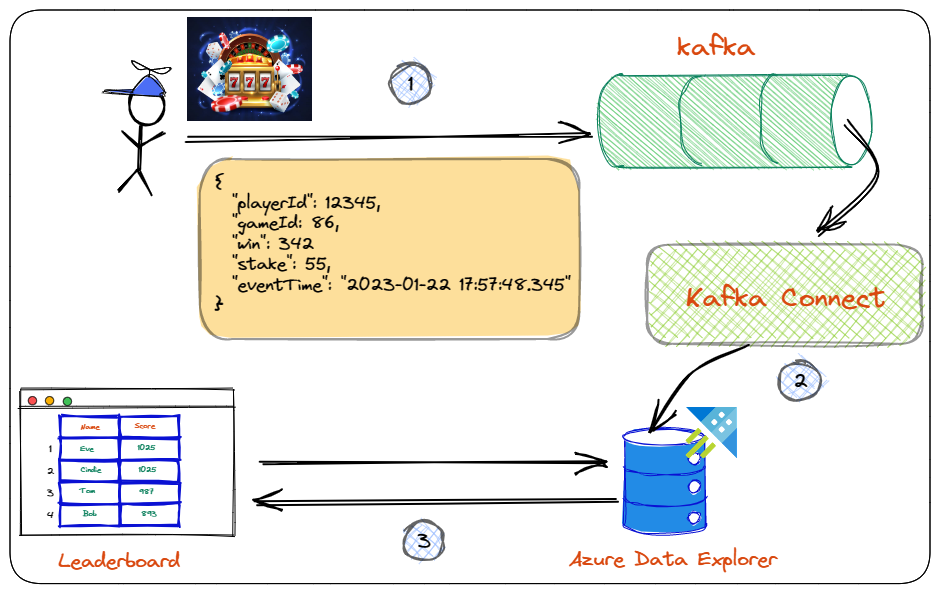 kafka
777
1
{
"playerId": 12345,
"gameId: 86,
"win": 342
"stake": 55,
"eventTime": "2023-01-22 17:57:48.345"
}
Kafka Connect
2
Name Score
1 Eve 1025
2 Cindie 1025
3 Tom 987
4 Bob 893
3
Leaderboard
Azure Data Explorer